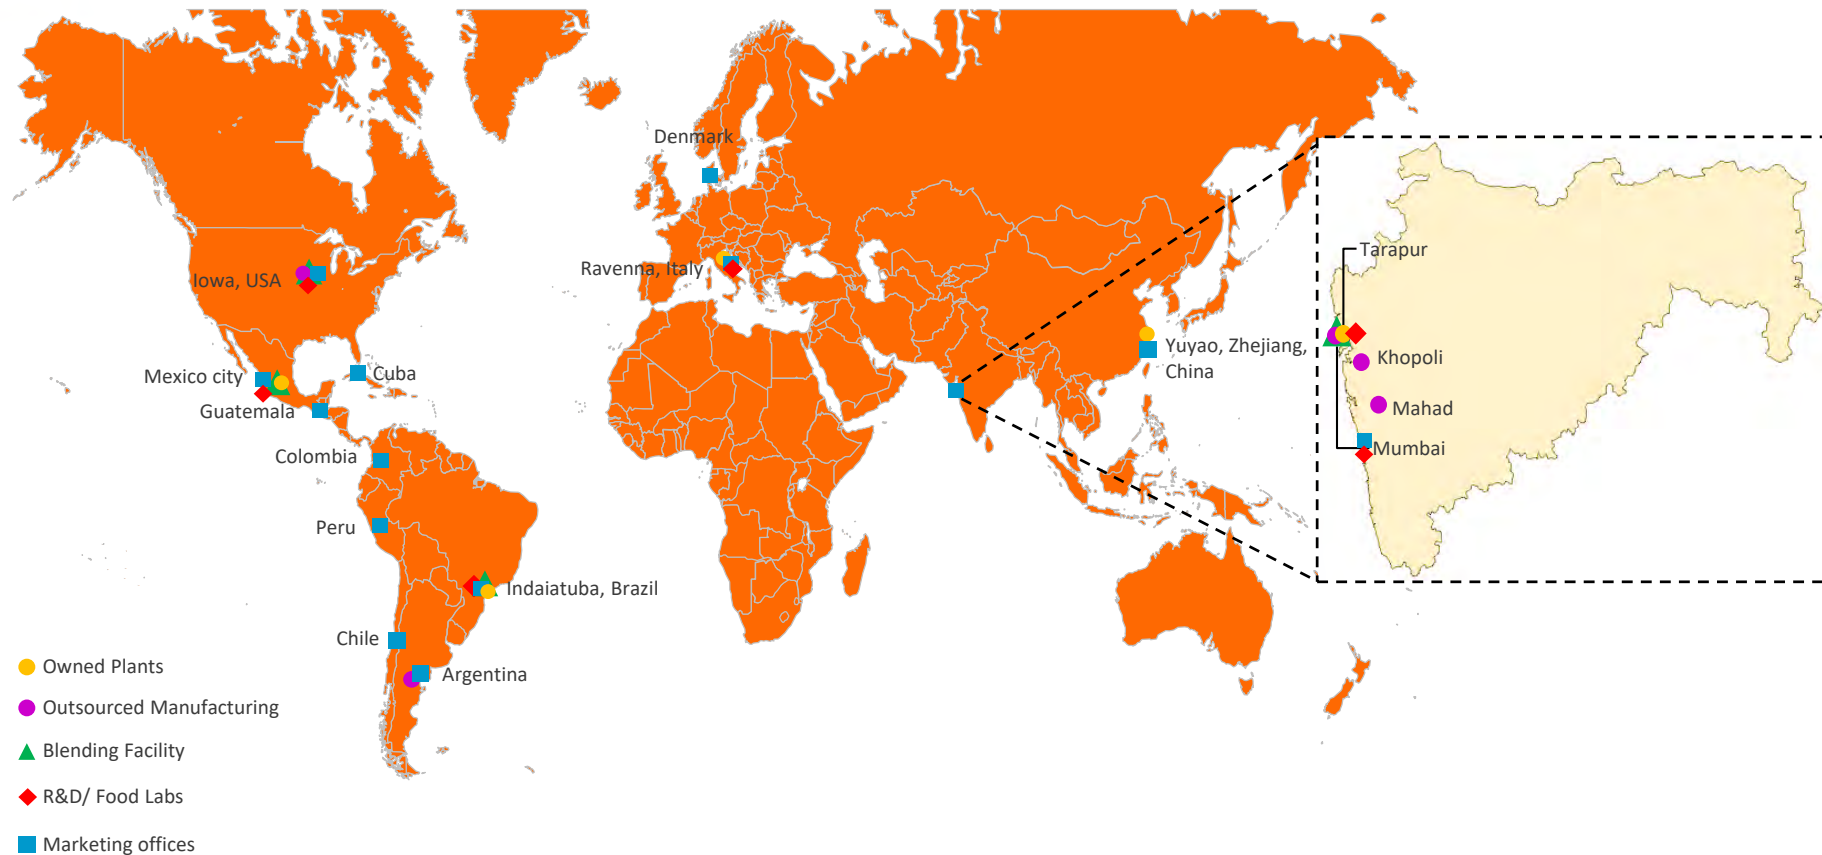 Denmark
Ravenna, Italy
Iowa, USA
Mexico city
Cuba
Guatemala
Colombia
Peru
Indaiatuba, Brazil
Chile
Argentina
Yuyao, Zhejiang,
China
Tarapur
Khopoli
Mahad
Mumbai
Owned Plants
Outsourced Manufacturing
Blending Facility
R&D/ Food Labs
Marketing offices